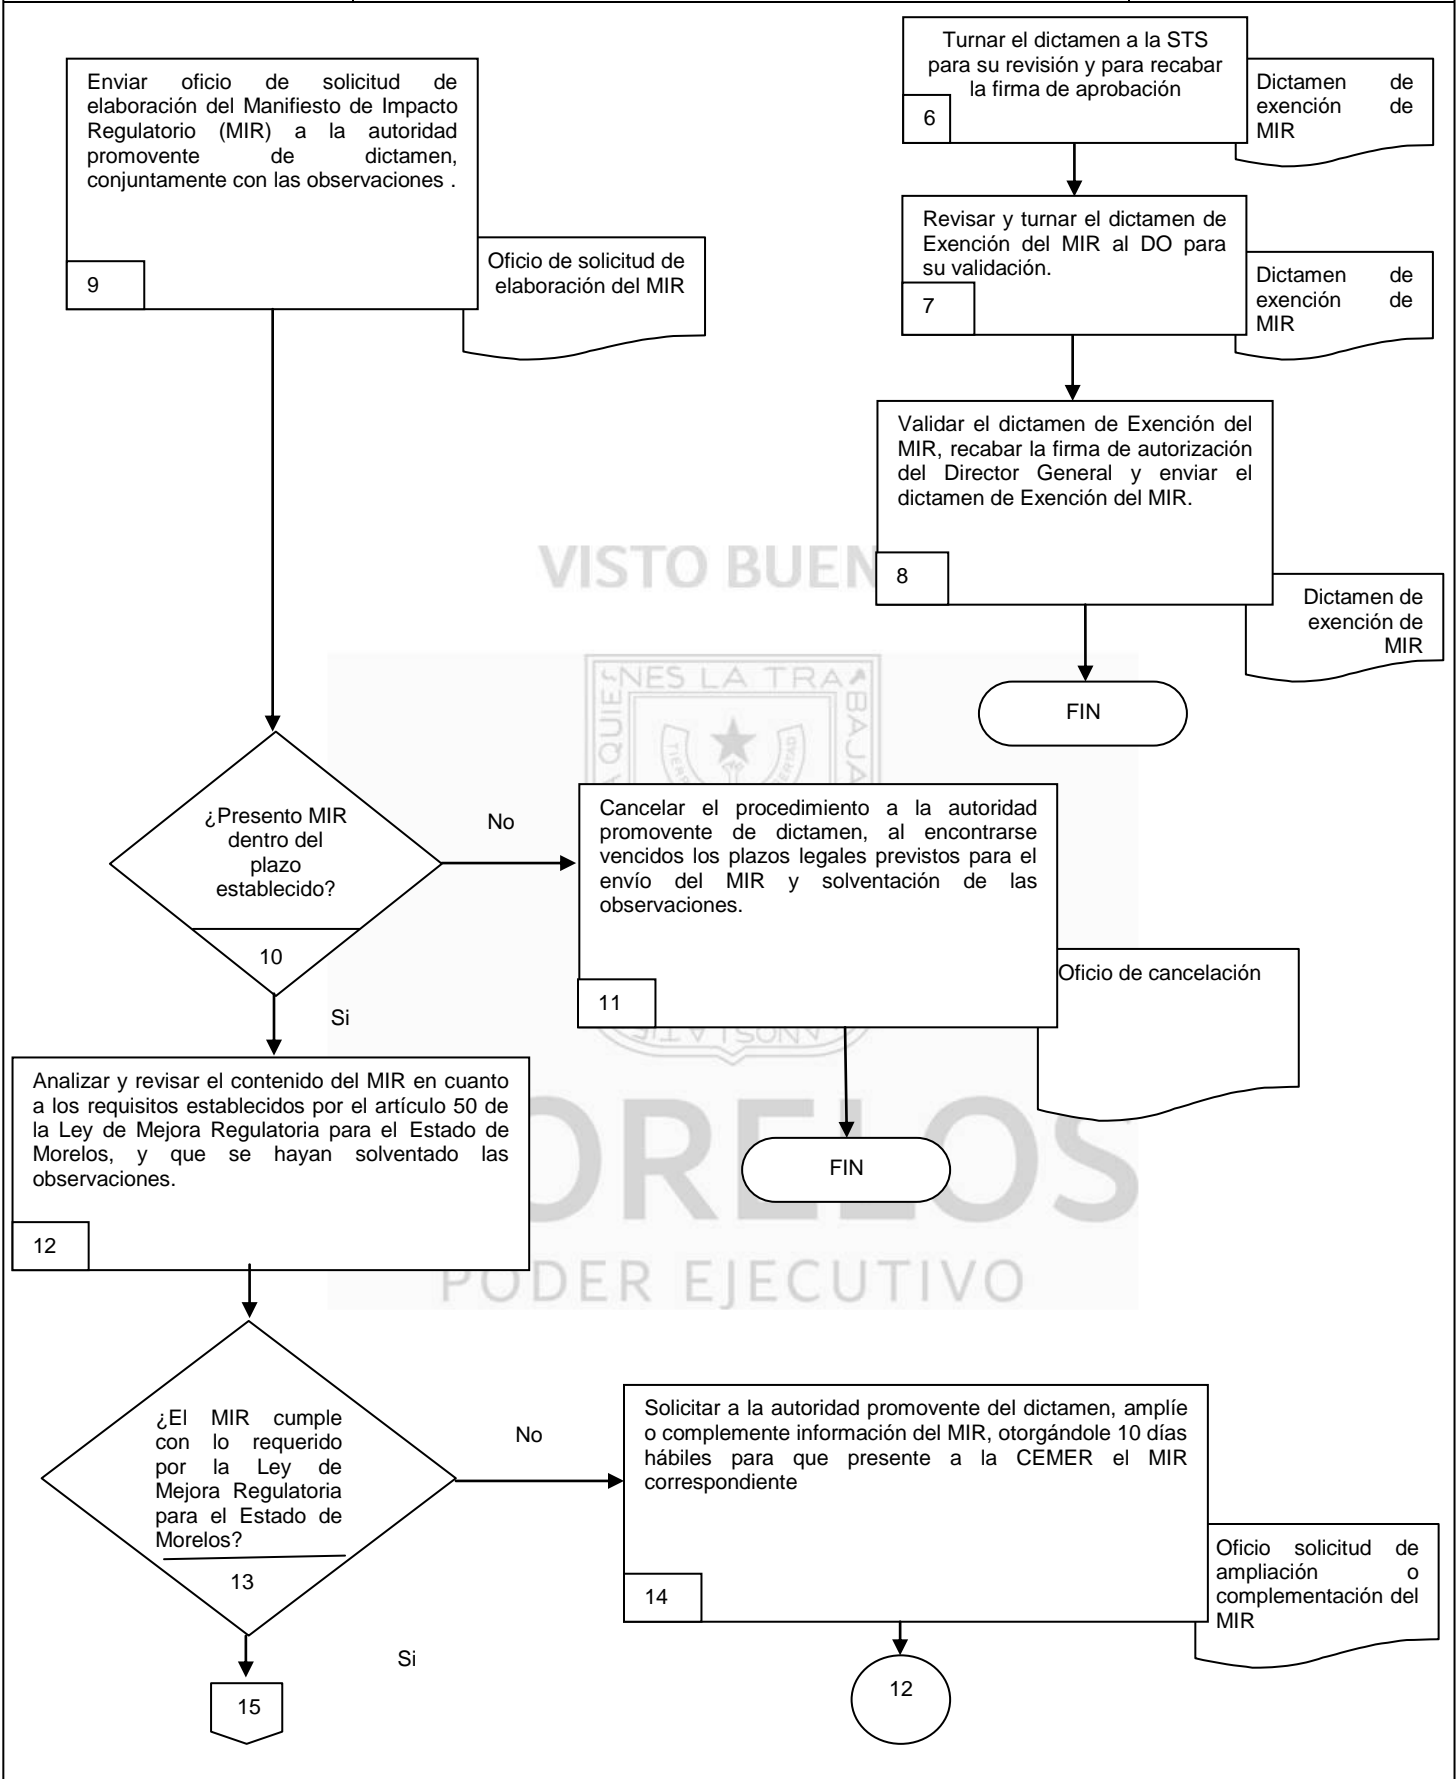 Turnar el dictamen a la STS
para su revisión y para recabar
la firma de aprobación
6
Dictamen de
exención de
MIR
Enviar oficio de solicitud de
elaboración del Manifiesto de Impacto
Regulatorio (MIR) a la autoridad
promovente de dictamen,
conjuntamente con las observaciones .
9
Oficio de solicitud de
elaboración del MIR
Revisar y turnar el dictamen de
Exención del MIR al DO para
su validación.
7
Dictamen de
exención de
MIR
Validar el dictamen de Exención del
MIR, recabar la firma de autorización
del Director General y enviar el
dictamen de Exención del MIR.
8
Dictamen de
exención de
MIR
FIN
VISTO BUEN
QUIENES LA TRABAJA
¿Presento MIR
dentro del
plazo
establecido?
10
No
Si
Cancelar el procedimiento a la autoridad
promovente de dictamen, al encontrarse
vencidos los plazos legales previstos para el
envío del MIR y solventación de las
observaciones.
11
Oficio de cancelación
FIN
Analizar y revisar el contenido del MIR en cuanto
a los requisitos establecidos por el artículo 50 de
la Ley de Mejora Regulatoria para el Estado de
Morelos, y que se hayan solventado las
observaciones.
12
ORELOS
PODER EJECUTIVO
¿El MIR cumple
con lo requerido
por la Ley de
Mejora Regulatoria
para el Estado de
Morelos?
13
No
Si
Solicitar a la autoridad promovente del dictamen, amplíe
o complemente información del MIR, otorgándole 10 días
hábiles para que presente a la CEMER el MIR
correspondiente
14
Oficio solicitud de
ampliación o
complementación del
MIR
15
12